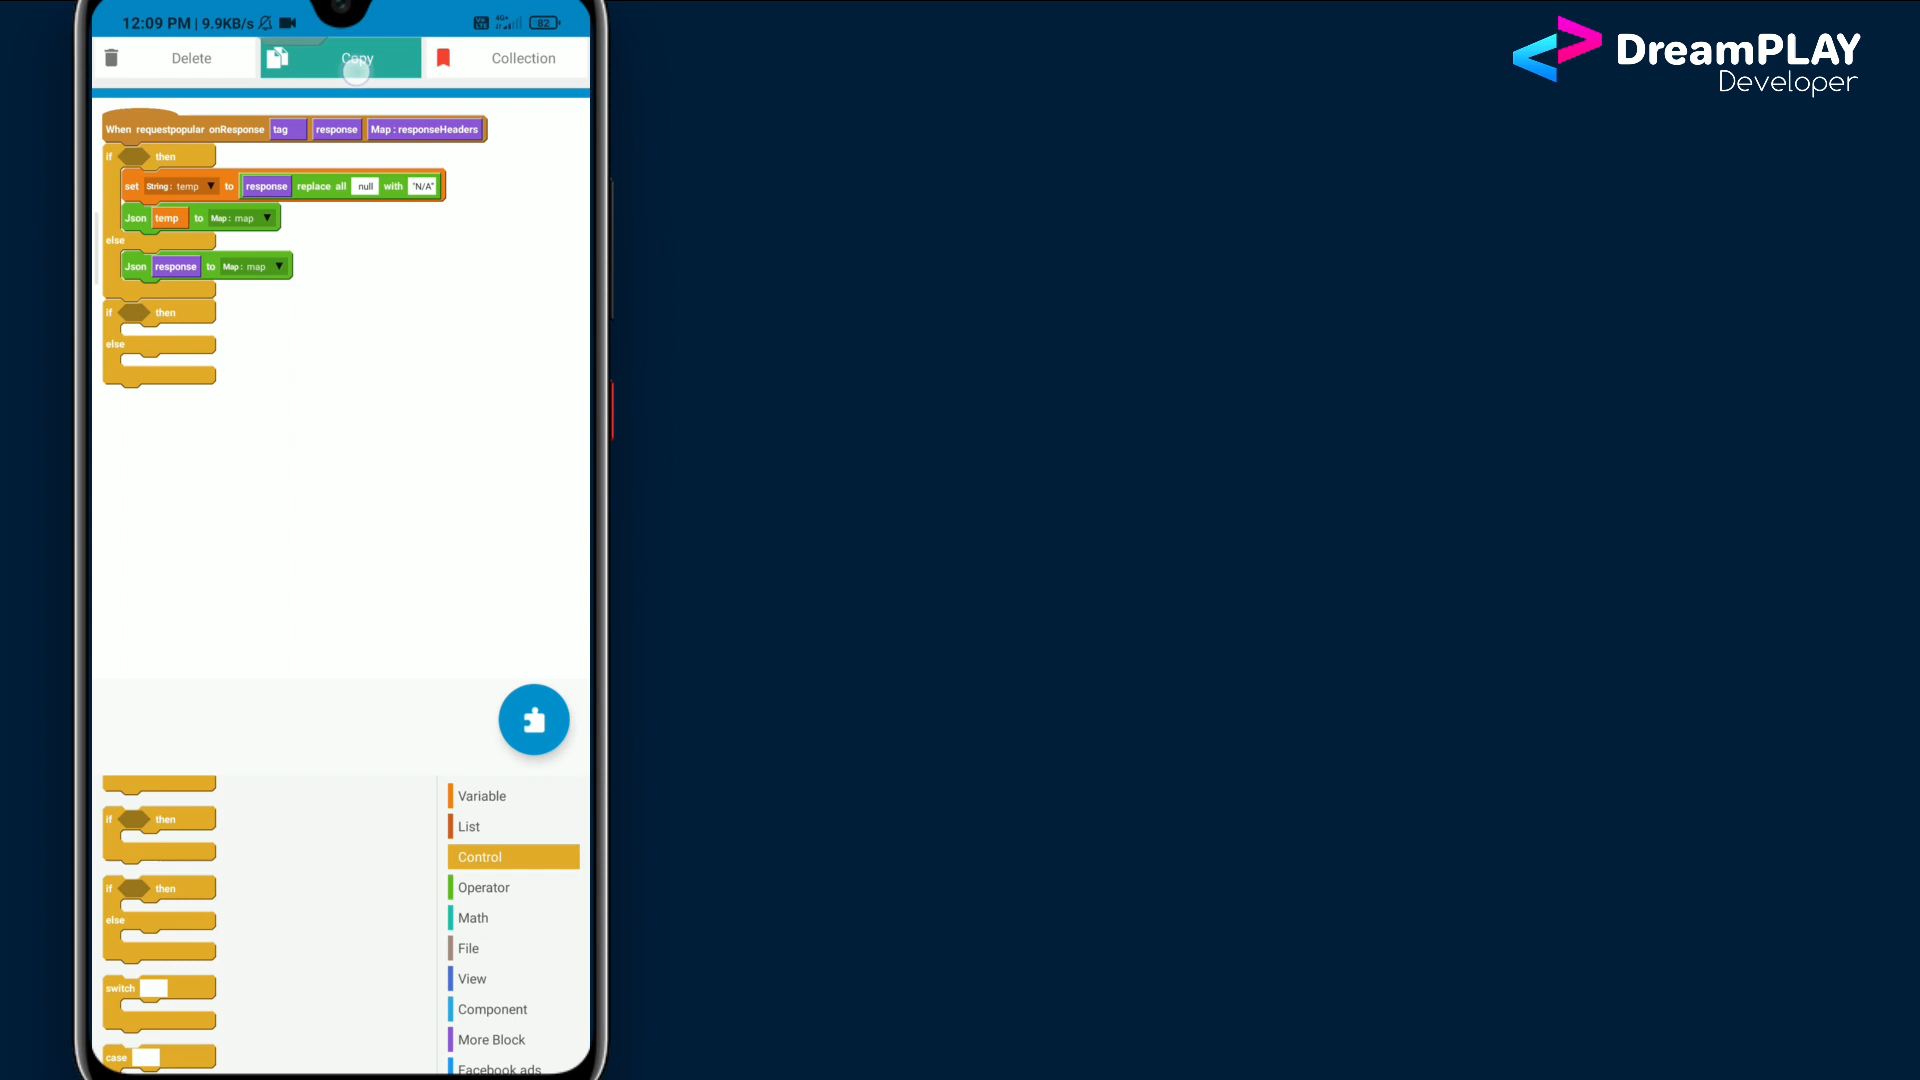 12:09 PM | 9.9KB/s 4G+ 82
DreamPLAY
Developer
Delete Copy Collection
When requestpopular onResponse tag response Map : responseHeaders
if then
set String : temp ▼ to response replace all null with "N/A"
Json temp to Map : map ▼
else
Json response to Map : map ▼
if then
else
Variable
List
if then
Control
Operator
if then
else
Math
File
View
switch
Component
More Block
case
Facebook ads